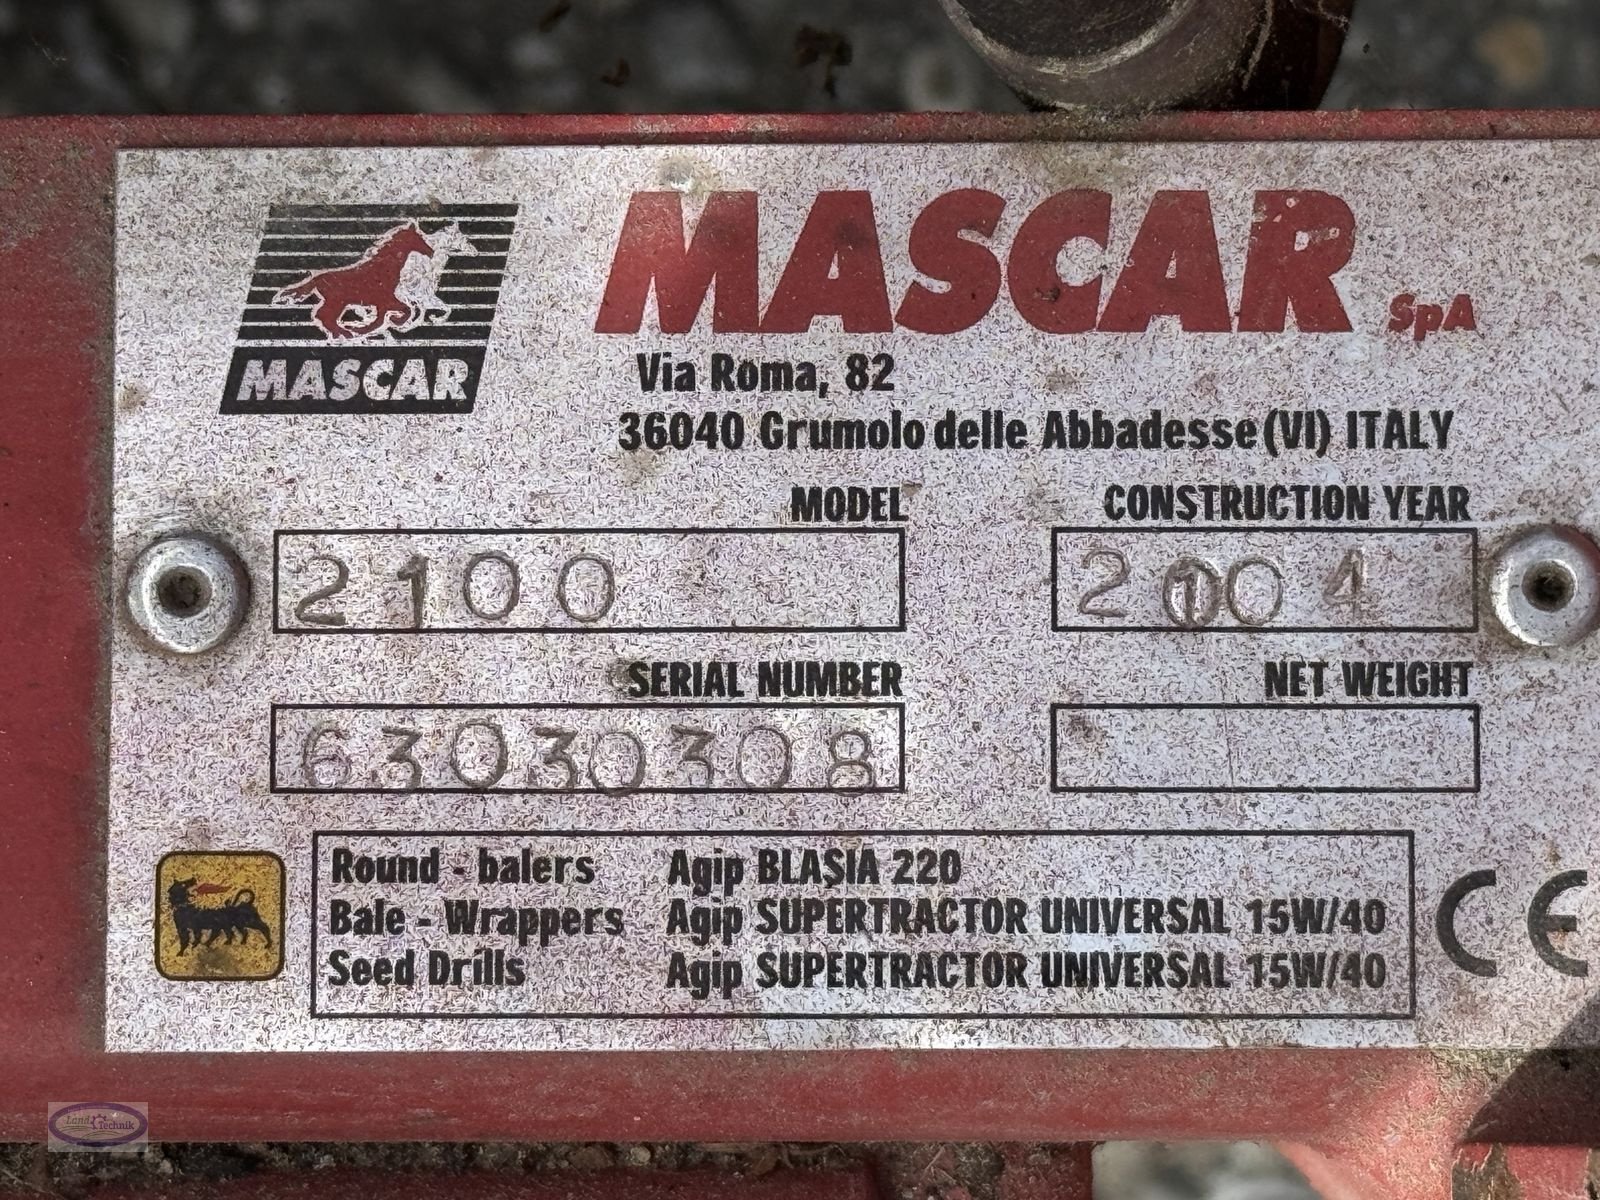 MASCAR SpA
MASCAR
Via Roma, 82
36040 Grumolo delle Abbadesse (VI) ITALY
MODEL CONSTRUCTION YEAR
2100 2004
SERIAL NUMBER NET WEIGHT
63030308
Round - balers Agip BLASIA 220
Bale - Wrappers Agip SUPERTRACTOR UNIVERSAL 15W/40
Seed Drills Agip SUPERTRACTOR UNIVERSAL 15W/40
CE
Land Technik